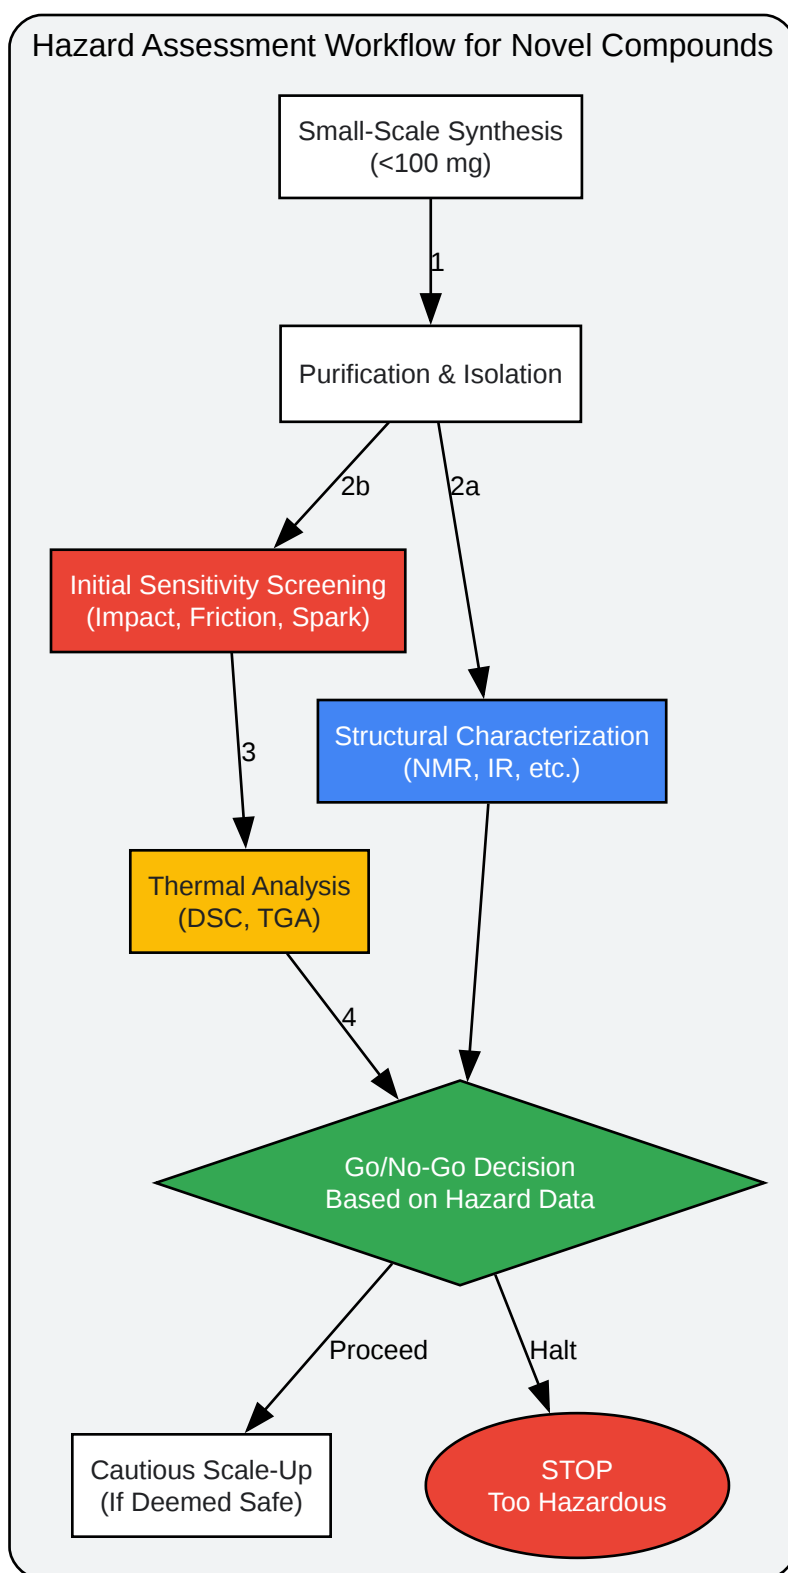 Hazard Assessment Workflow for Novel Compounds
Small-Scale Synthesis
(<100 mg)
1
Purification & Isolation
2b
2a
Initial Sensitivity Screening
(Impact, Friction, Spark)
Structural Characterization
(NMR, IR, etc.)
3
Thermal Analysis
(DSC, TGA)
4
Go/No-Go Decision
Based on Hazard Data
Proceed
Halt
Cautious Scale-Up
(If Deemed Safe)
STOP
Too Hazardous